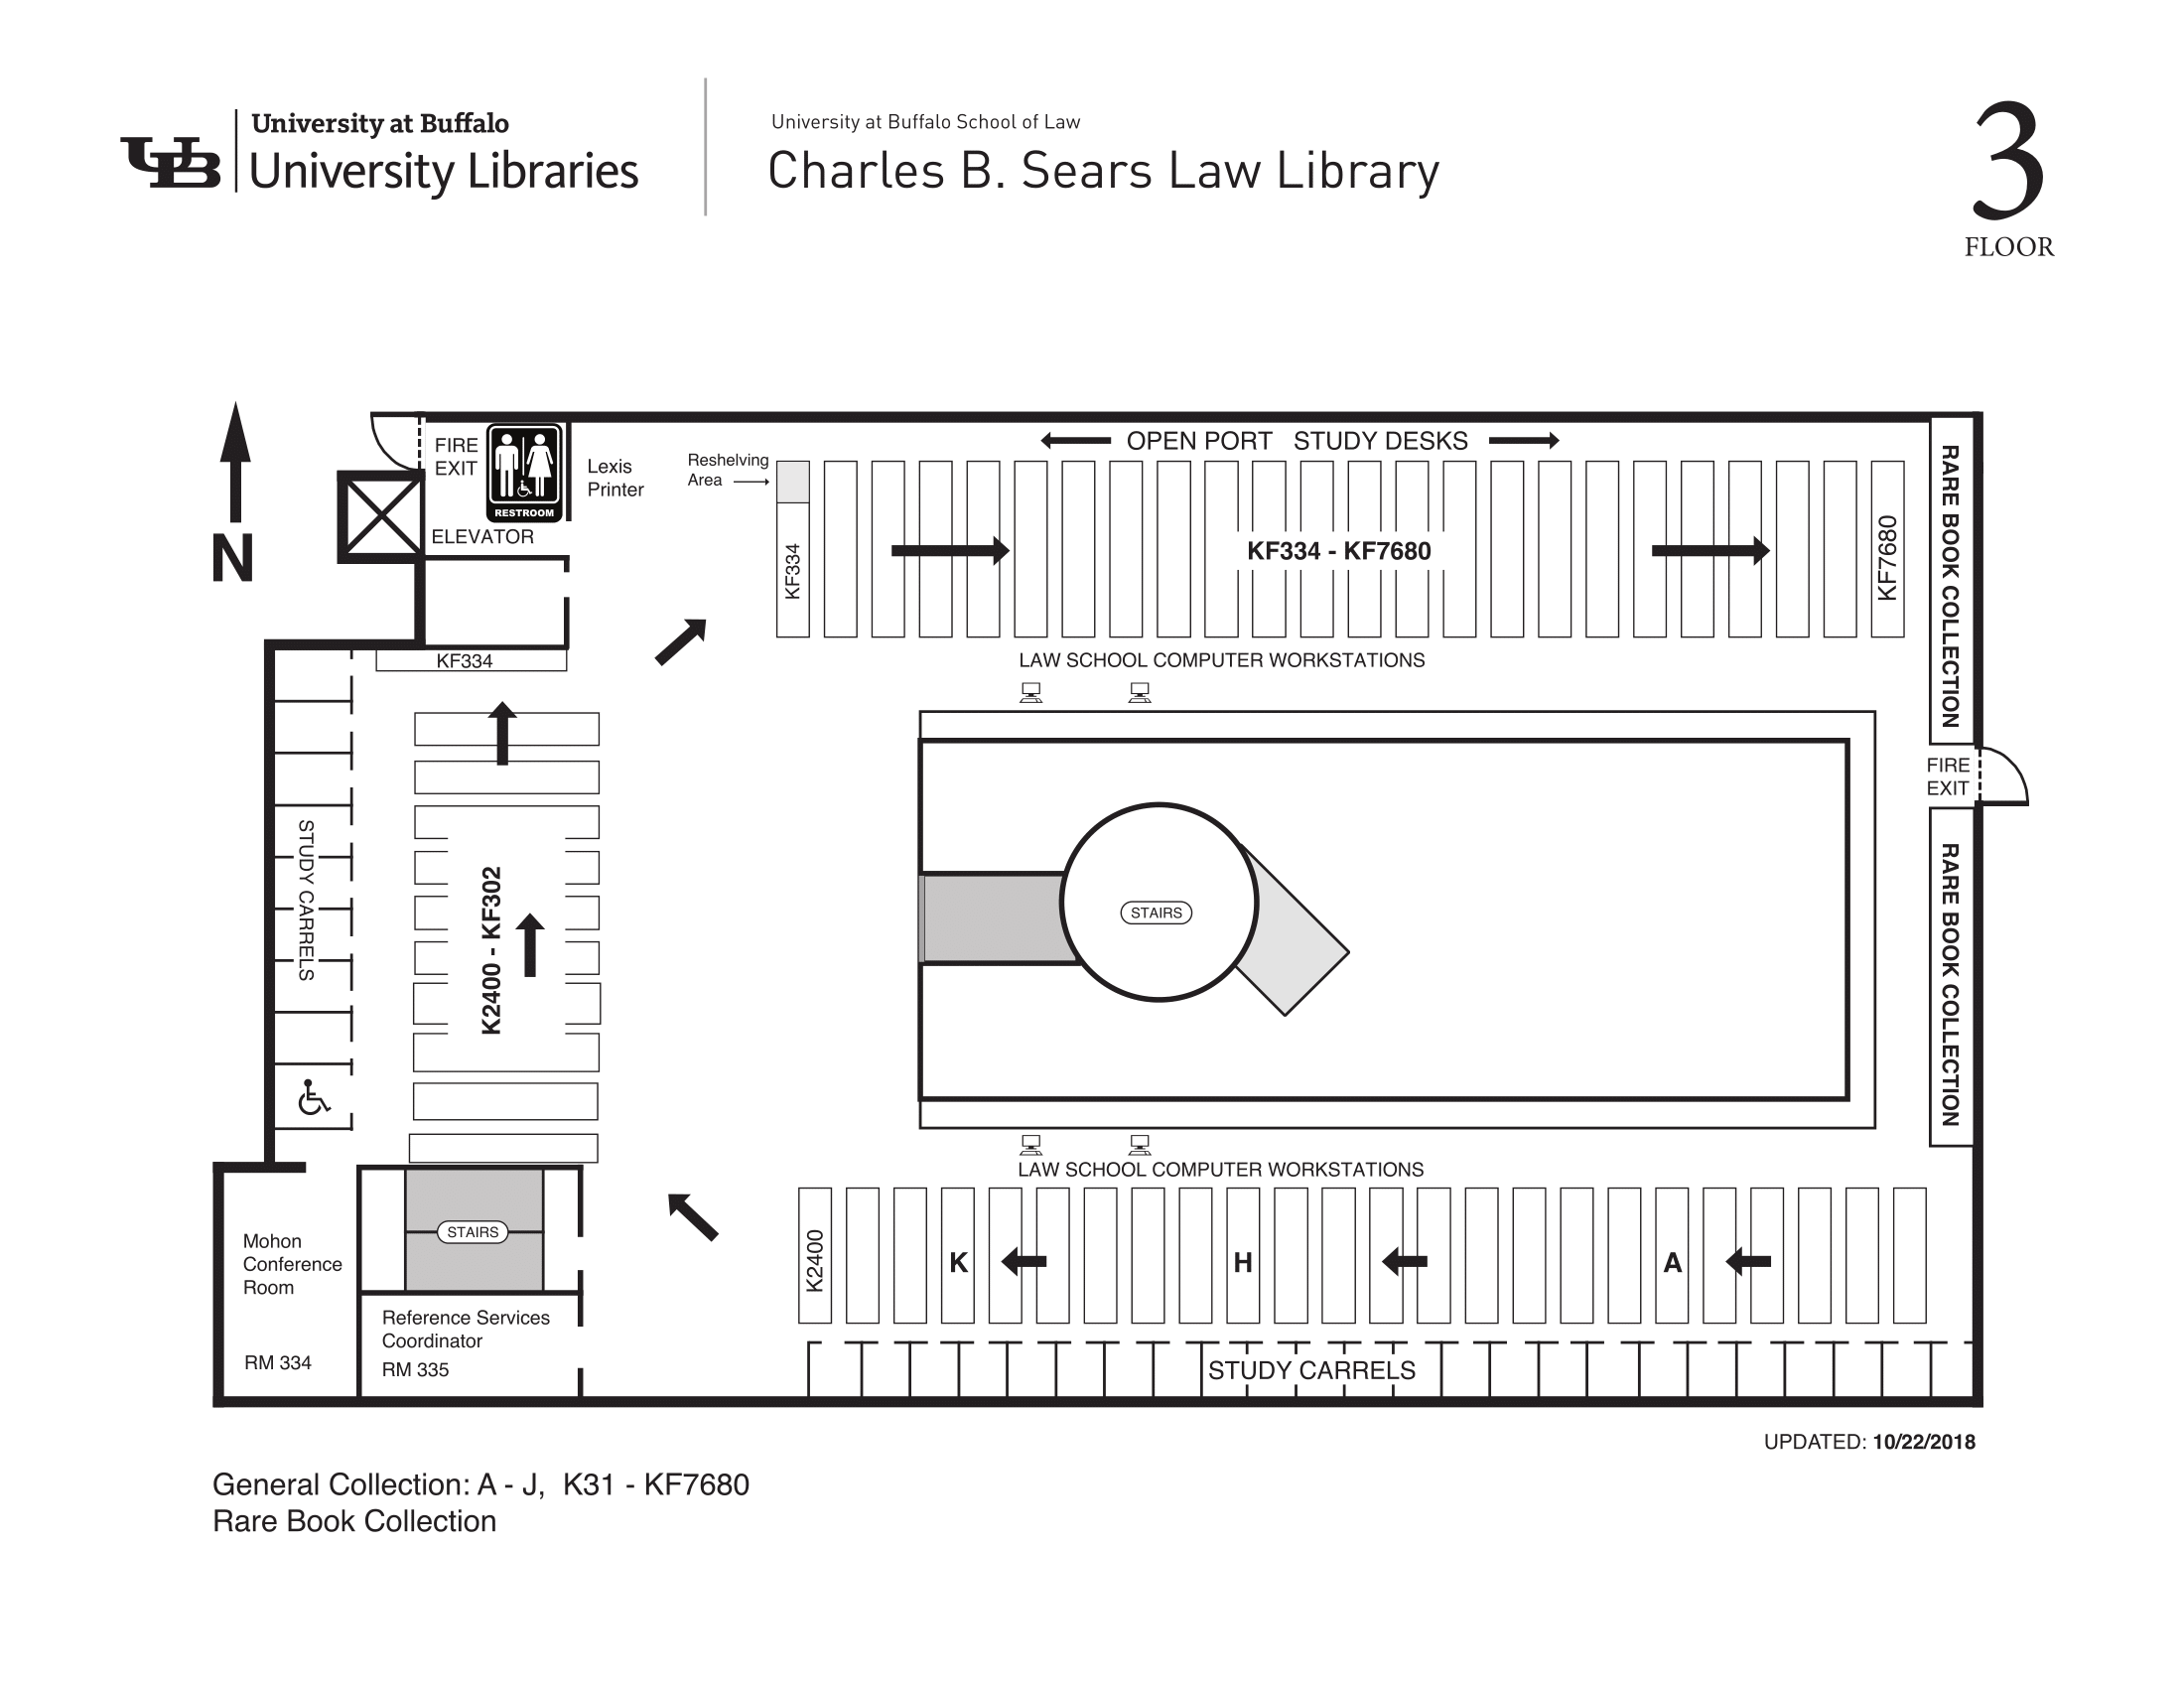 University at Buffalo
University Libraries
UB
University at Buffalo School of Law
Charles B. Sears Law Library
3
FLOOR
N
FIRE
EXIT
RESTROOM
ELEVATOR
Lexis
Printer
Reshelving
Area
OPEN PORT STUDY DESKS
KF334
KF334 - KF7680
KF7680
RARE BOOK COLLECTION
KF334
LAW SCHOOL COMPUTER WORKSTATIONS
FIRE
EXIT
STUDY CARRELS
K2400 - KF302
STAIRS
RARE BOOK COLLECTION
LAW SCHOOL COMPUTER WORKSTATIONS
Mohon
Conference
Room
RM 334
STAIRS
Reference Services
Coordinator
RM 335
K2400
K
H
A
STUDY CARRELS
UPDATED: 10/22/2018
General Collection: A - J, K31 - KF7680
Rare Book Collection